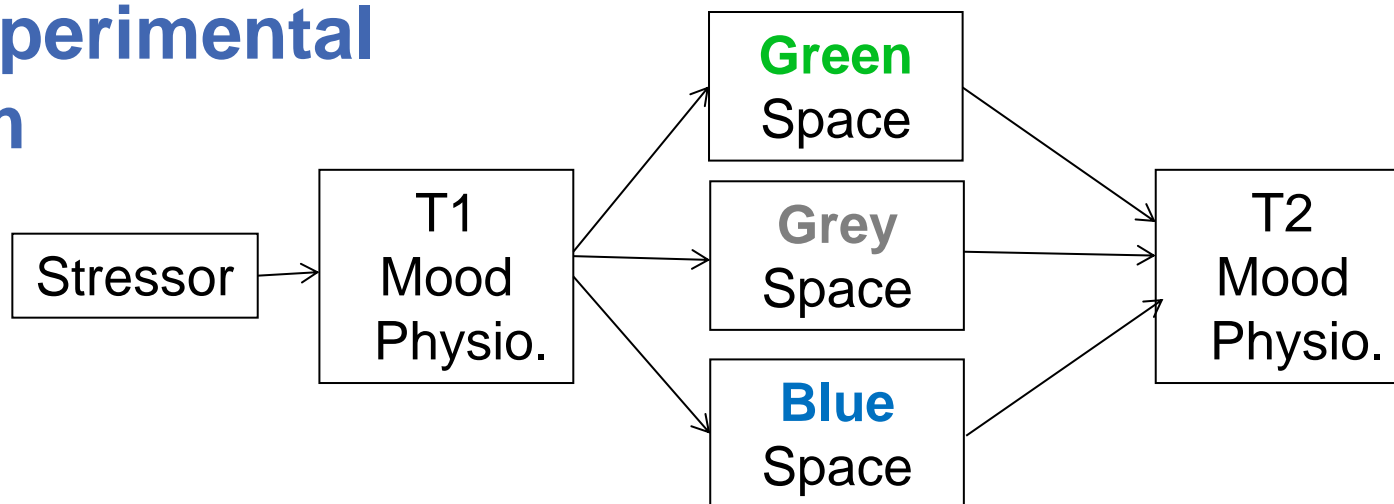 perimental
n
Green
Space
T1
Mood
Physio.
Grey
Space
T2
Mood
Physio.
Stressor
Blue
Space